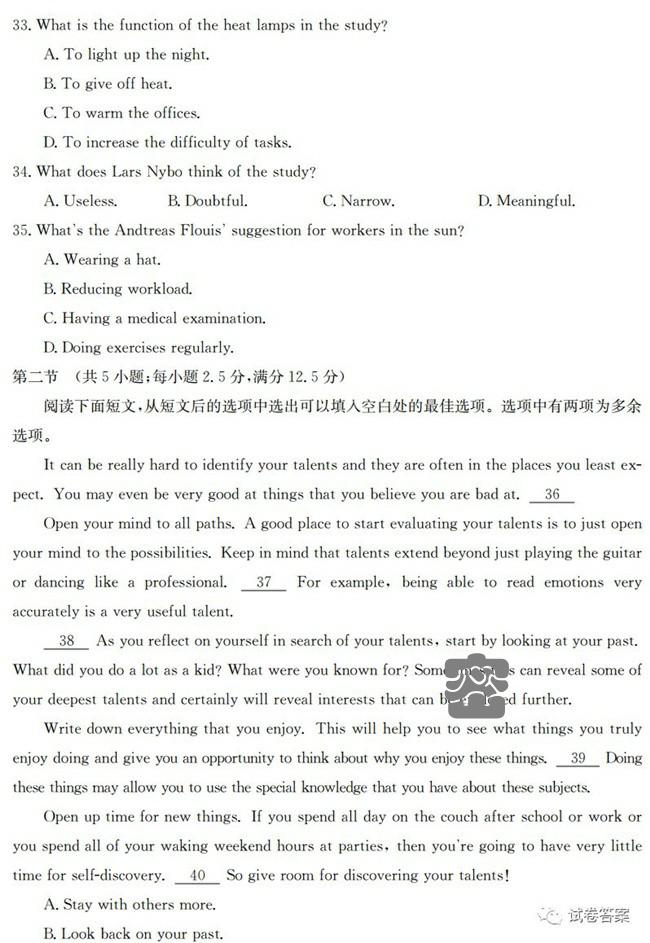 33. What is the function of the heat lamps in the study?
A. To light up the night.
B. To give off heat.
C. To warm the offices.
D. To increase the difficulty of tasks.
34. What does Lars Nybo think of the study?
A. Useless. B. Doubtful. C. Narrow. D. Meaningful.
35. What's the Andtreas Flouis' suggestion for workers in the sun?
A. Wearing a hat.
B. Reducing workload.
C. Having a medical examination.
D. Doing exercises regularly.
第二节 (共5小题;每小题2.5分,满分12.5分)
阅读下面短文,从短文后的选项中选出可以填入空白处的最佳选项。选项中有两项为多余
选项。
It can be really hard to identify your talents and they are often in the places you least ex-
pect. You may even be very good at things that you believe you are bad at. 36
Open your mind to all paths. A good place to start evaluating your talents is to just open
your mind to the possibilities. Keep in mind that talents extend beyond just playing the guitar
or dancing like a professional. 37 For example, being able to read emotions very
accurately is a very useful talent.
38 As you reflect on yourself in search of your talents, start by looking at your past.
What did you do a lot as a kid? What were you known for? can reveal some of
your deepest talents and certainly will reveal interests that can further.
Write down everything that you enjoy. This will help you to see what things you truly
enjoy doing and give you an opportunity to think about why you enjoy these things. 39 Doing
these things may allow you to use the special knowledge that you have about these subjects.
Open up time for new things. If you spend all day on the couch after school or work or
you spend all of your waking weekend hours at parties, then you're going to have very little
time for self-discovery. 40 So give room for discovering your talents!
A. Stay with others more.
B. Look back on your past.
试卷答案